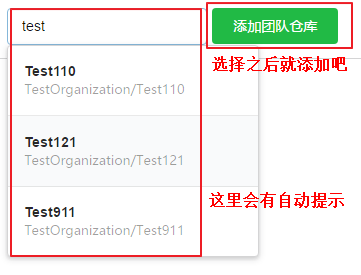 test
添加团队仓库
选择之后就添加吧
Test110
TestOrganization/Test110
Test121
TestOrganization/Test121
Test911
这里会有自动提示
TestOrganization/Test911